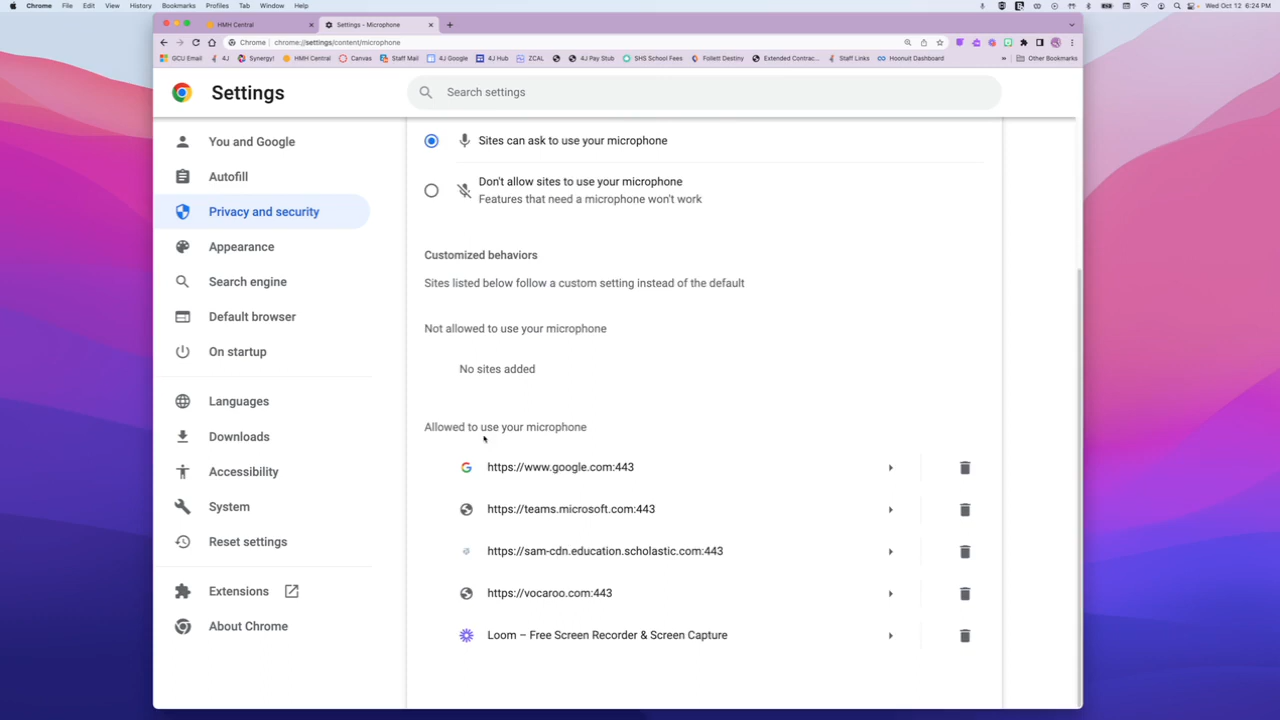 Chrome File Edit View History Bookmarks Profiles Tab Window Help
Wed Oct 12 6:24 PM
HMH Central
Settings - Microphone
Chrome | chrome://settings/content/microphone
GCU Email 4J Synergy! HMH Central Canvas Staff Mail 4J Google 4J Hub ZCAL 4J Pay Stub SHS School Fees Follett Destiny Extended Contrac... Staff Links Hoonuit Dashboard » Other Bookmarks
Settings
Search settings
You and Google
Autofill
Privacy and security
Appearance
Search engine
Default browser
On startup
Languages
Downloads
Accessibility
System
Reset settings
Extensions
About Chrome
Sites can ask to use your microphone
Don't allow sites to use your microphone
Features that need a microphone won't work
Customized behaviors
Sites listed below follow a custom setting instead of the default
Not allowed to use your microphone
No sites added
Allowed to use your microphone
https://www.google.com:443
https://teams.microsoft.com:443
https://sam-cdn.education.scholastic.com:443
https://vocaroo.com:443
Loom – Free Screen Recorder & Screen Capture